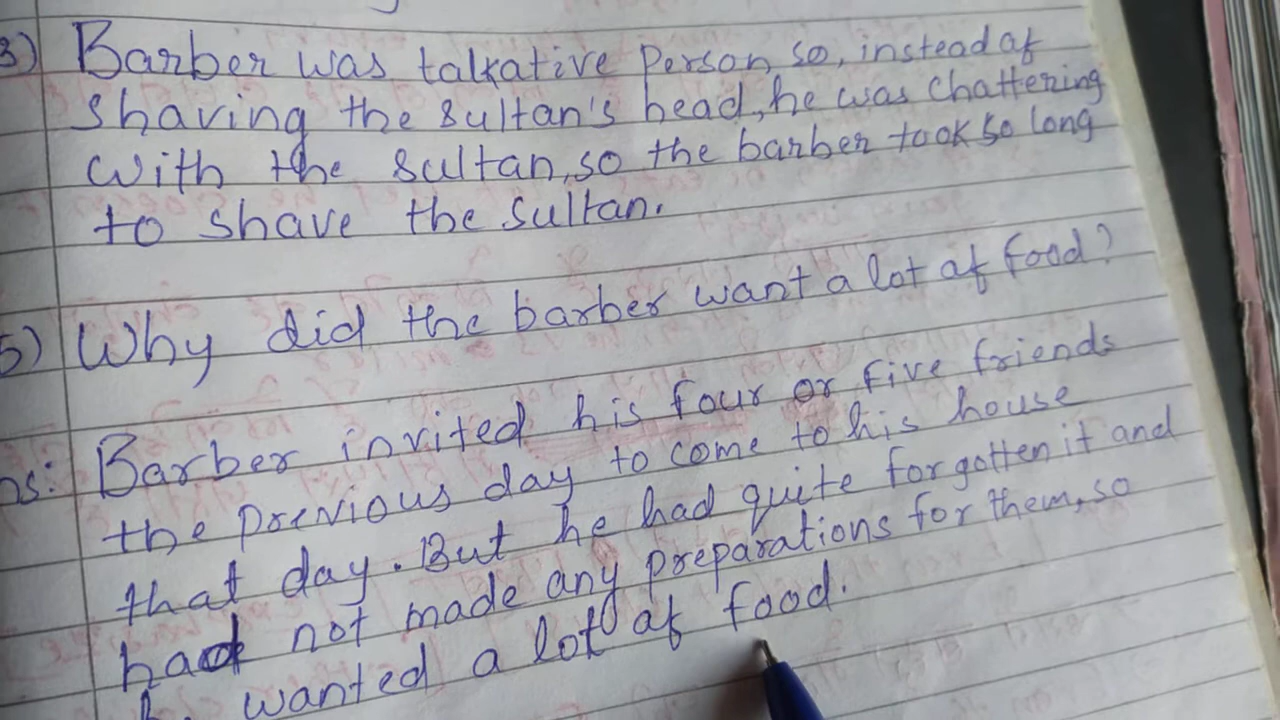 3) Barber was talkative Person, so, instead of
shaving the sultan's head, he was chattering
with the sultan, so the barber took so long
to shave the sultan.
5) Why did the barber want a lot of food?
ns: Barber invited his four or five friends
the previous day to come to his house
that day. But he had quite forgotten it and
had not made any preparations for them, so
wanted a lot of food.